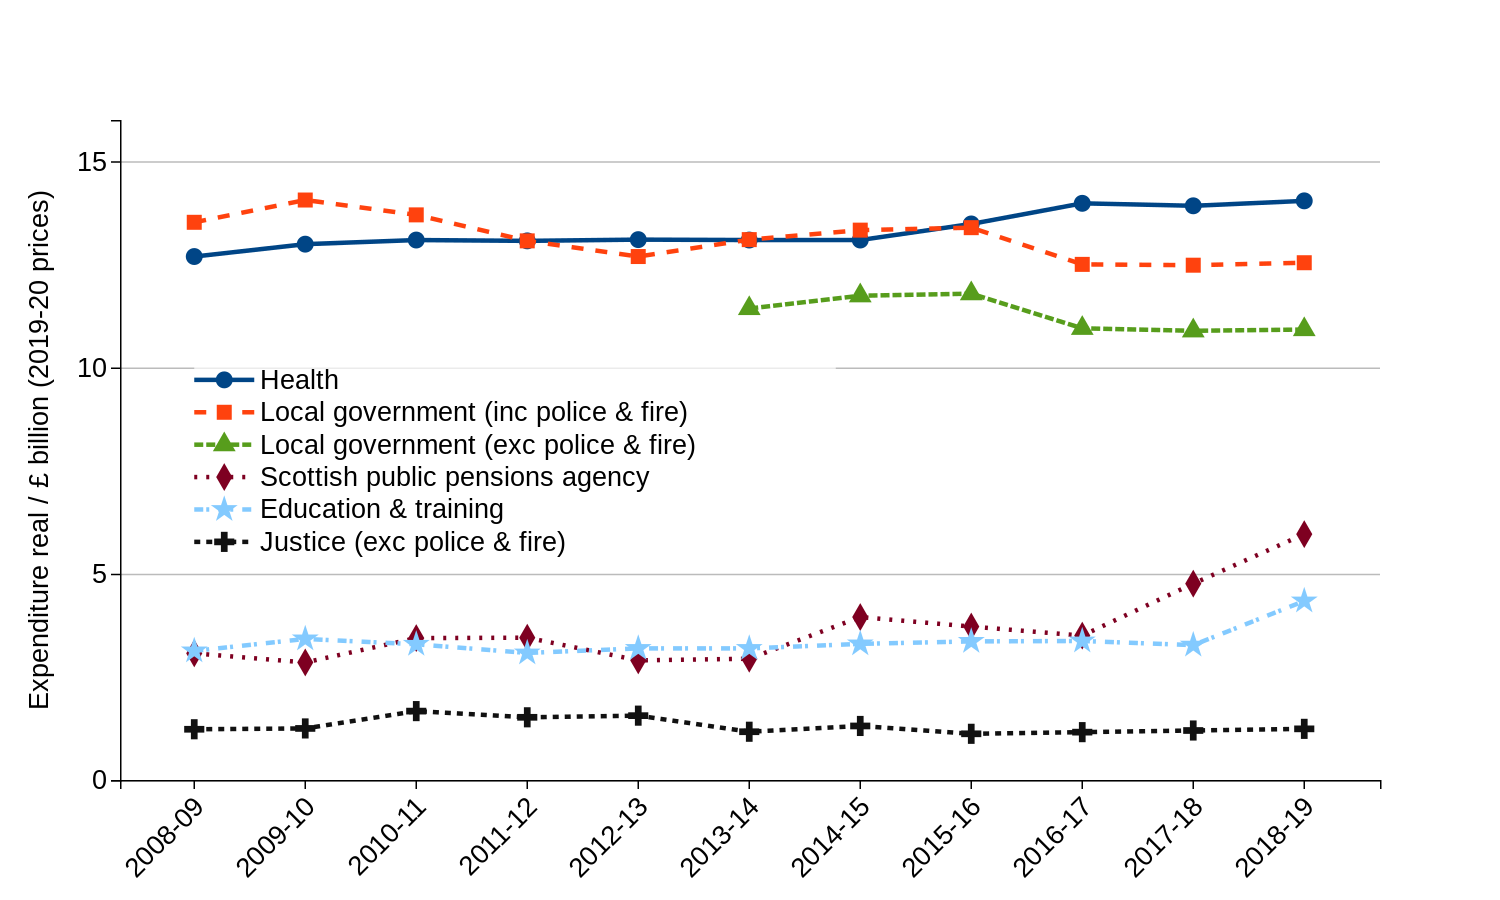 Expenditure real / £ billion (2019-20 prices)
15
10
5
0
Health
Local government (inc police & fire)
Local government (exc police & fire)
Scottish public pensions agency
Education & training
Justice (exc police & fire)
2008-09
2009-10
2010-11
2011-12
2012-13
2013-14
2014-15
2015-16
2016-17
2017-18
2018-19